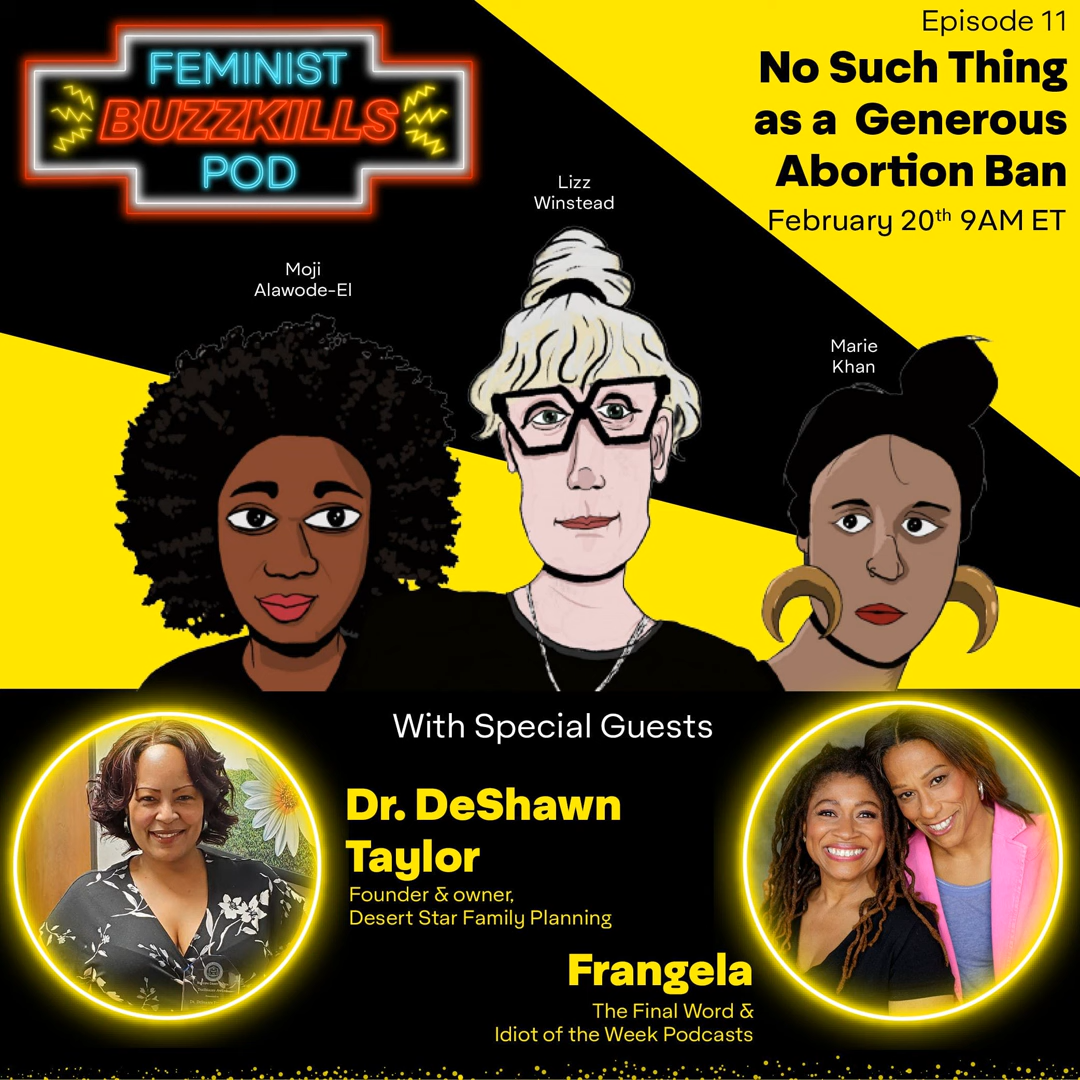 FEMINIST
BUZZKILLS
POD
Episode 11
No Such Thing
as a Generous
Abortion Ban
February 20th 9AM ET
Lizz
Winstead
Moji
Alawode-El
Marie
Khan
With Special Guests
Dr. DeShawn
Taylor
Founder & owner,
Desert Star Family Planning
Frangela
The Final Word &
Idiot of the Week Podcasts